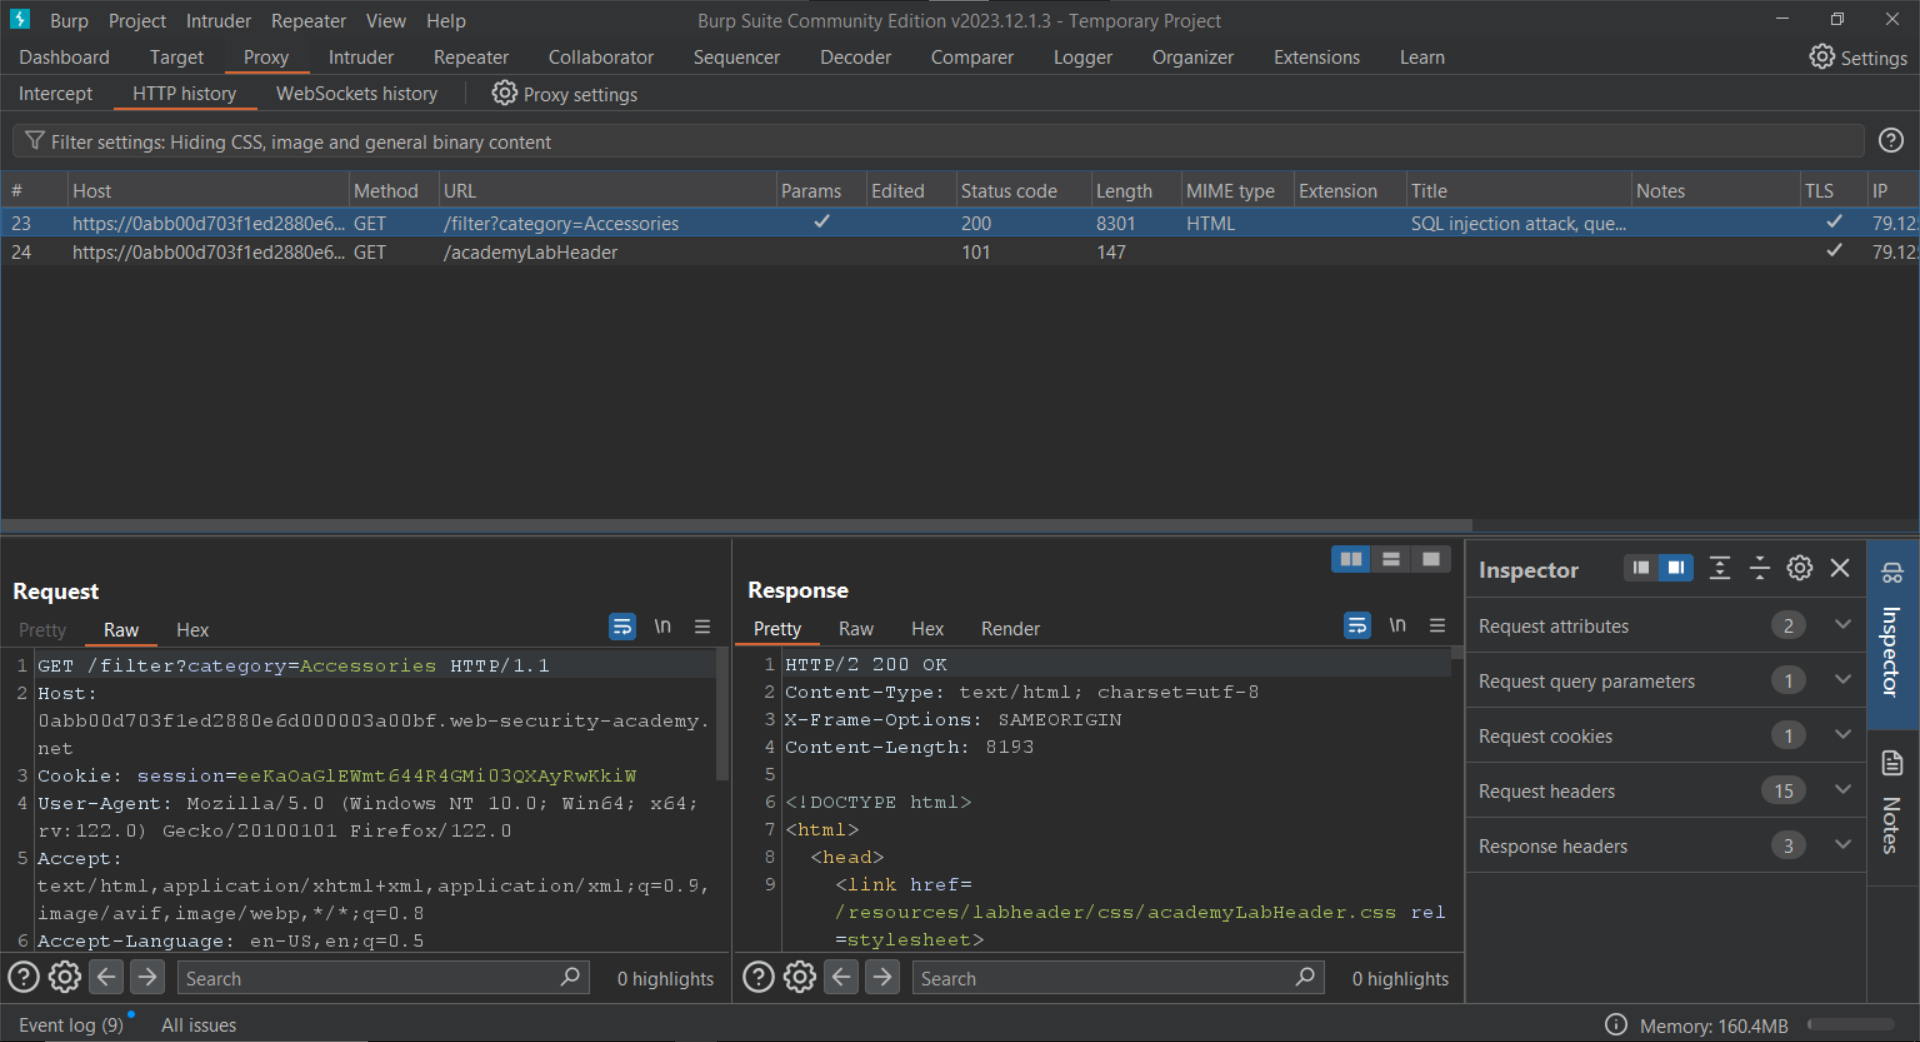 Burp Project Intruder Repeater View Help Burp Suite Community Edition v2023.12.1.3 - Temporary Project
Dashboard Target Proxy Intruder Repeater Collaborator Sequencer Decoder Comparer Logger Organizer Extensions Learn Settings
Intercept HTTP history WebSockets history Proxy settings
Filter settings: Hiding CSS, image and general binary content
# Host Method URL Params Edited Status code Length MIME type Extension Title Notes TLS IP
23 https://0abb00d703f1ed2880e6... GET /filter?category=Accessories ✓ 200 8301 HTML SQL injection attack, que... ✓ 79.12
24 https://0abb00d703f1ed2880e6... GET /academyLabHeader 101 147 ✓ 79.12
Request
Pretty Raw Hex \n
1 GET /filter?category=Accessories HTTP/1.1
2 Host:
0abb00d703f1ed2880e6d000003a00bf.web-security-academy.
net
3 Cookie: session=eeKaOaGlEWmt644R4GMi03QXAyRwKkiW
4 User-Agent: Mozilla/5.0 (Windows NT 10.0; Win64; x64;
rv:122.0) Gecko/20100101 Firefox/122.0
5 Accept:
text/html,application/xhtml+xml,application/xml;q=0.9,
image/avif,image/webp,*/*;q=0.8
6 Accept-Language: en-US,en;q=0.5
Search 0 highlights
Response
Pretty Raw Hex Render \n
1 HTTP/2 200 OK
2 Content-Type: text/html; charset=utf-8
3 X-Frame-Options: SAMEORIGIN
4 Content-Length: 8193
5
6 <!DOCTYPE html>
7 <html>
8 <head>
9 <link href=
/resources/labheader/css/academyLabHeader.css rel
=stylesheet>
Search 0 highlights
Inspector
Request attributes 2
Request query parameters 1
Request cookies 1
Request headers 15
Response headers 3
Inspector
Notes
Event log (9) All issues Memory: 160.4MB